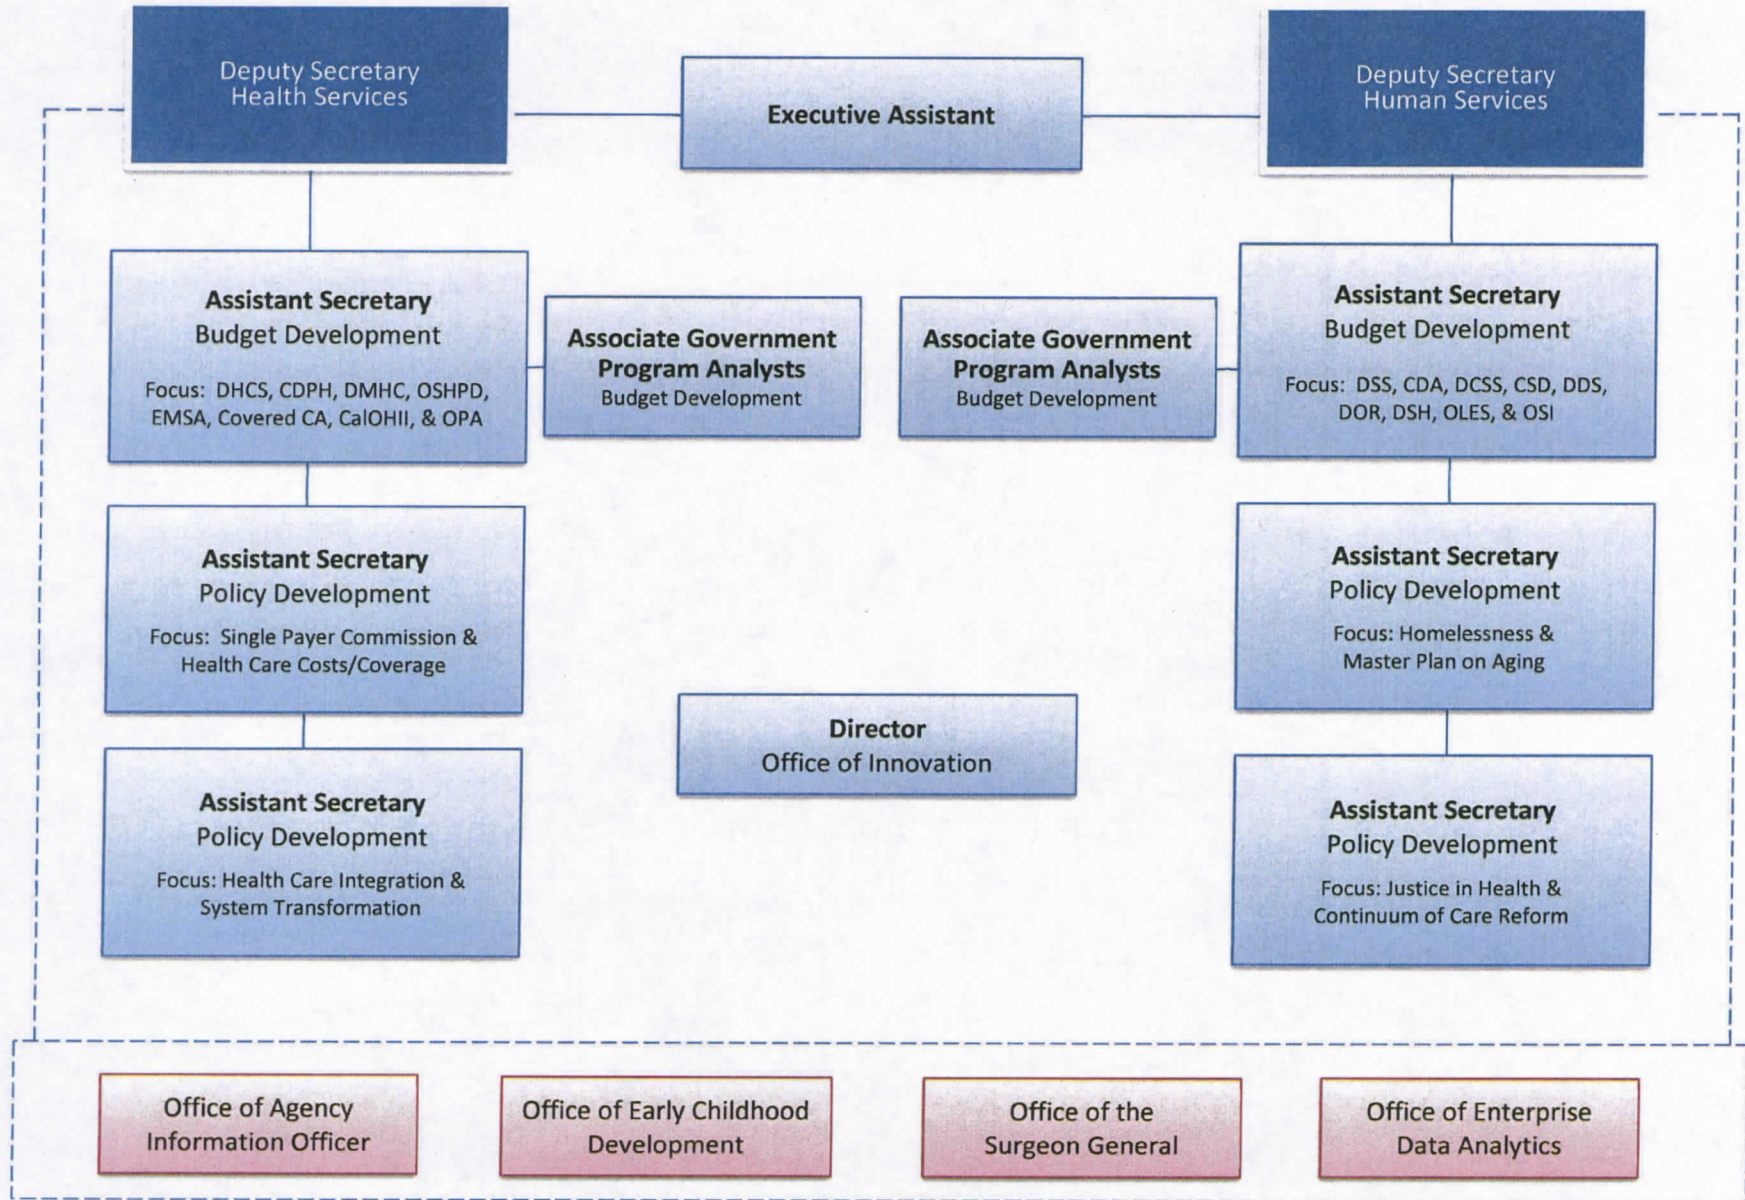 Deputy Secretary
Health Services
Executive Assistant
Deputy Secretary
Human Services
Assistant Secretary
Budget Development
Focus: DHCS, CDPH, DMHC, OSHPD,
EMSA, Covered CA, CalOHII, & OPA
Associate Government
Program Analysts
Budget Development
Associate Government
Program Analysts
Budget Development
Assistant Secretary
Budget Development
Focus: DSS, CDA, DCSS, CSD, DDS,
DOR, DSH, OLES, & OSI
Assistant Secretary
Policy Development
Focus: Single Payer Commission &
Health Care Costs/Coverage
Assistant Secretary
Policy Development
Focus: Homelessness &
Master Plan on Aging
Director
Office of Innovation
Assistant Secretary
Policy Development
Focus: Health Care Integration &
System Transformation
Assistant Secretary
Policy Development
Focus: Justice in Health &
Continuum of Care Reform
Office of Agency
Information Officer
Office of Early Childhood
Development
Office of the
Surgeon General
Office of Enterprise
Data Analytics